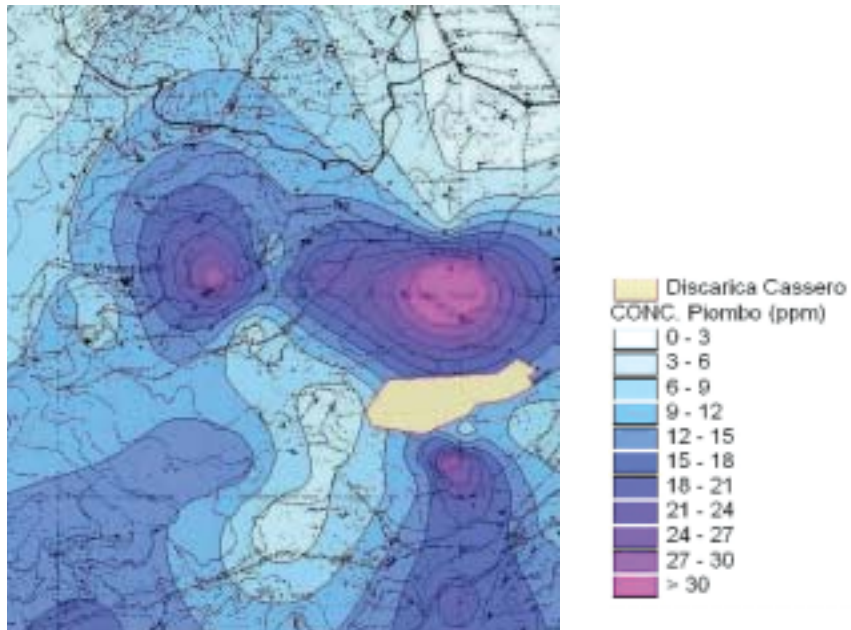 Discarica Cassero
CONC. Piombo (ppm)
0 - 3
3 - 6
6 - 9
9 - 12
12 - 15
15 - 18
18 - 21
21 - 24
24 - 27
27 - 30
> 30